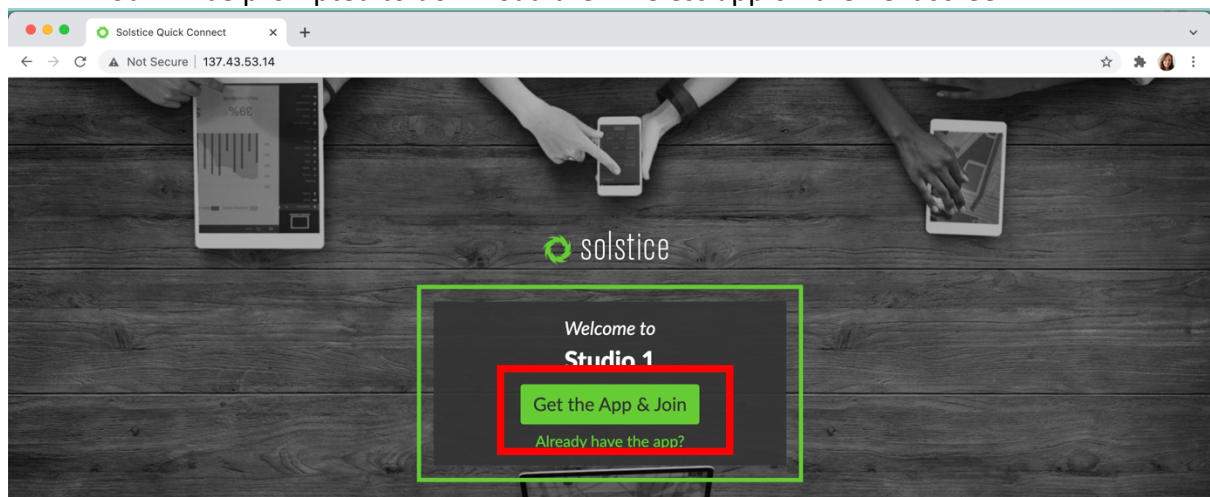 Solstice Quick Connect
Not Secure | 137.43.53.14
39%
solstice
Welcome to
Studio 1
Get the App & Join
Already have the app?